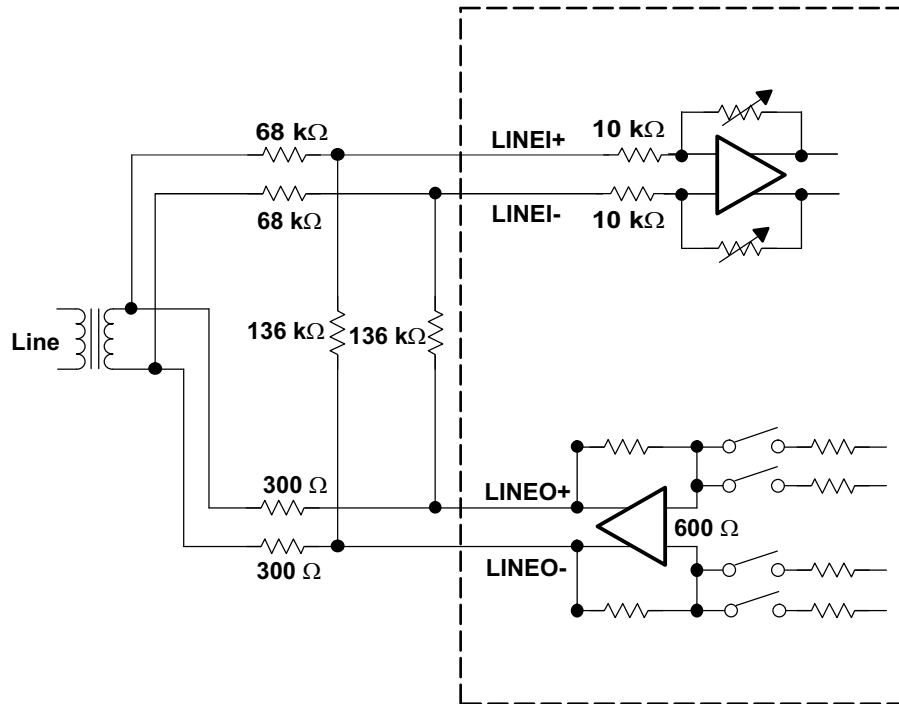 68 kΩ
LINEI+
10 kΩ
68 kΩ
LINEI-
10 kΩ
Line
136 kΩ
136 kΩ
300 Ω
LINEO+
600 Ω
300 Ω
LINEO-